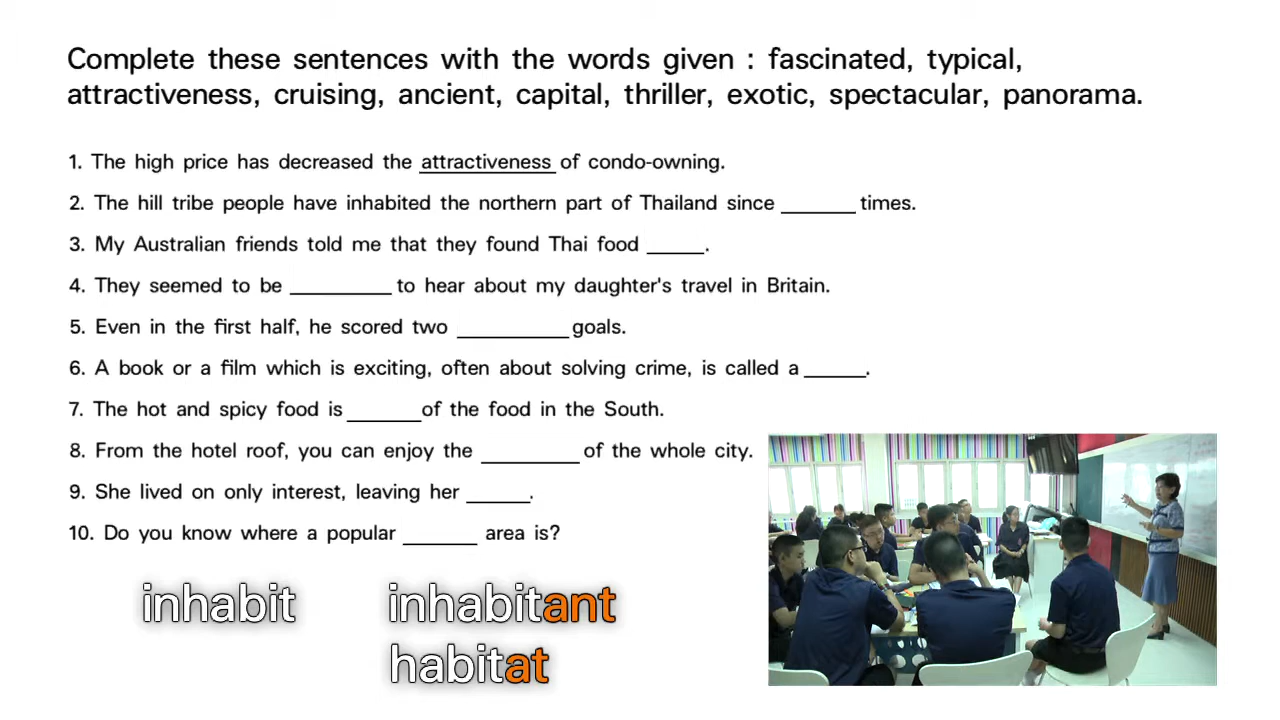 Complete these sentences with the words given : fascinated, typical,
attractiveness, cruising, ancient, capital, thriller, exotic, spectacular, panorama.
1. The high price has decreased the attractiveness of condo-owning.
2. The hill tribe people have inhabited the northern part of Thailand since _______ times.
3. My Australian friends told me that they found Thai food _____.
4. They seemed to be _________ to hear about my daughter's travel in Britain.
5. Even in the first half, he scored two __________ goals.
6. A book or a film which is exciting, often about solving crime, is called a ______.
7. The hot and spicy food is _______ of the food in the South.
8. From the hotel roof, you can enjoy the _________ of the whole city.
9. She lived on only interest, leaving her ______.
10. Do you know where a popular _______ area is?
inhabit inhabitant
habitat